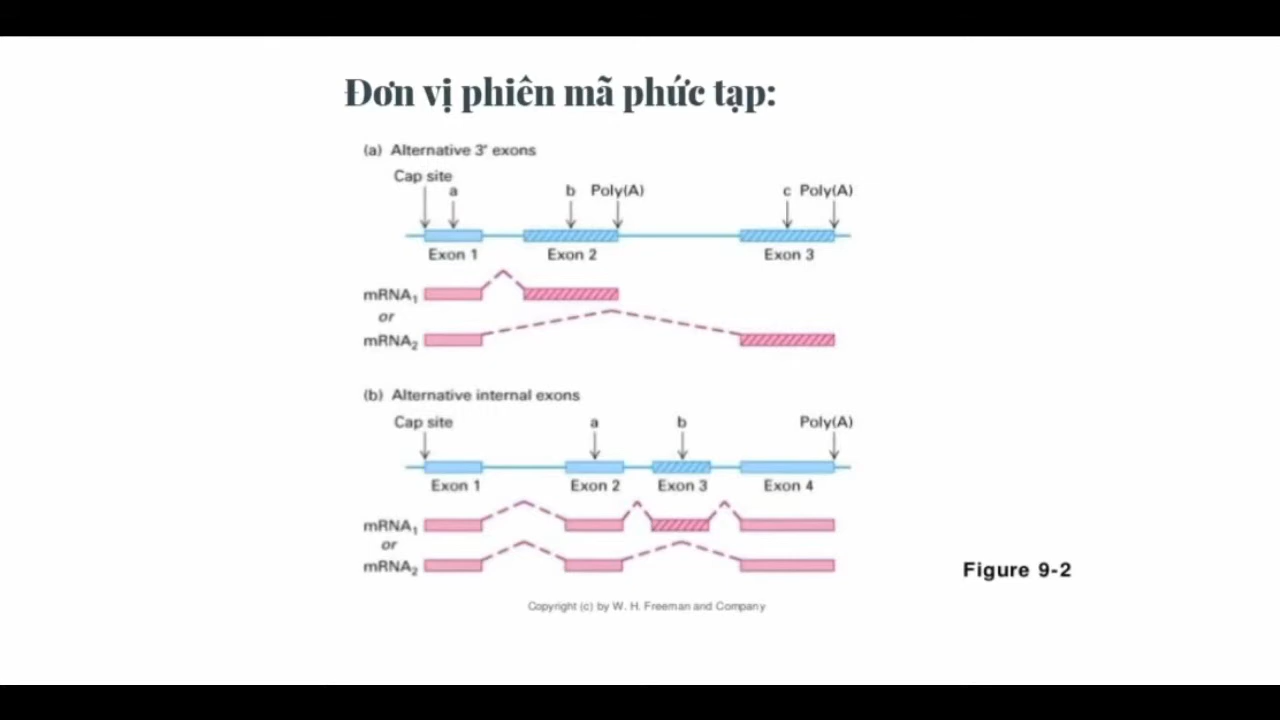 Đơn vị phiên mã phức tạp:
(a) Alternative 3' exons
Cap site
a b Poly(A) c Poly(A)
Exon 1 Exon 2 Exon 3
mRNA1
or
mRNA2
(b) Alternative internal exons
Cap site a b Poly(A)
Exon 1 Exon 2 Exon 3 Exon 4
mRNA1
or
mRNA2
Figure 9-2
Copyright (c) by W. H. Freeman and Company